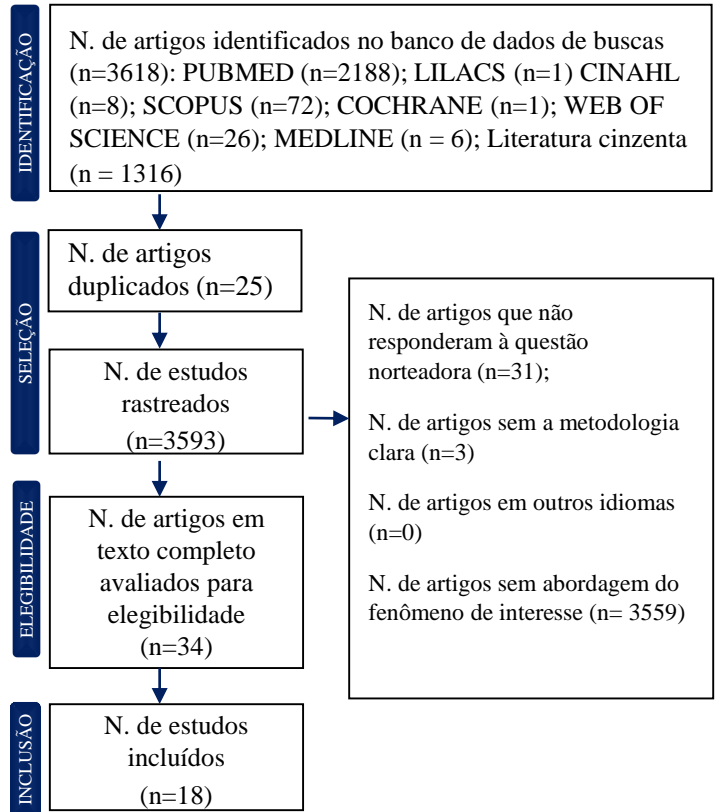 IDENTIFICAÇÃO
N. de artigos identificados no banco de dados de buscas
(n=3618): PUBMED (n=2188); LILACS (n=1) CINAHL
(n=8); SCOPUS (n=72); COCHRANE (n=1); WEB OF
SCIENCE (n=26); MEDLINE (n = 6); Literatura cinzenta
(n = 1316)
SELEÇÃO
N. de artigos
duplicados (n=25)
N. de estudos
rastreados
(n=3593)
N. de artigos que não
responderam à questão
norteadora (n=31);
N. de artigos sem a metodologia
clara (n=3)
N. de artigos em outros idiomas
(n=0)
N. de artigos sem abordagem do
fenômeno de interesse (n= 3559)
ELEGIBILIDADE
N. de artigos em
texto completo
avaliados para
elegibilidade
(n=34)
INCLUSÃO
N. de estudos
incluídos
(n=18)